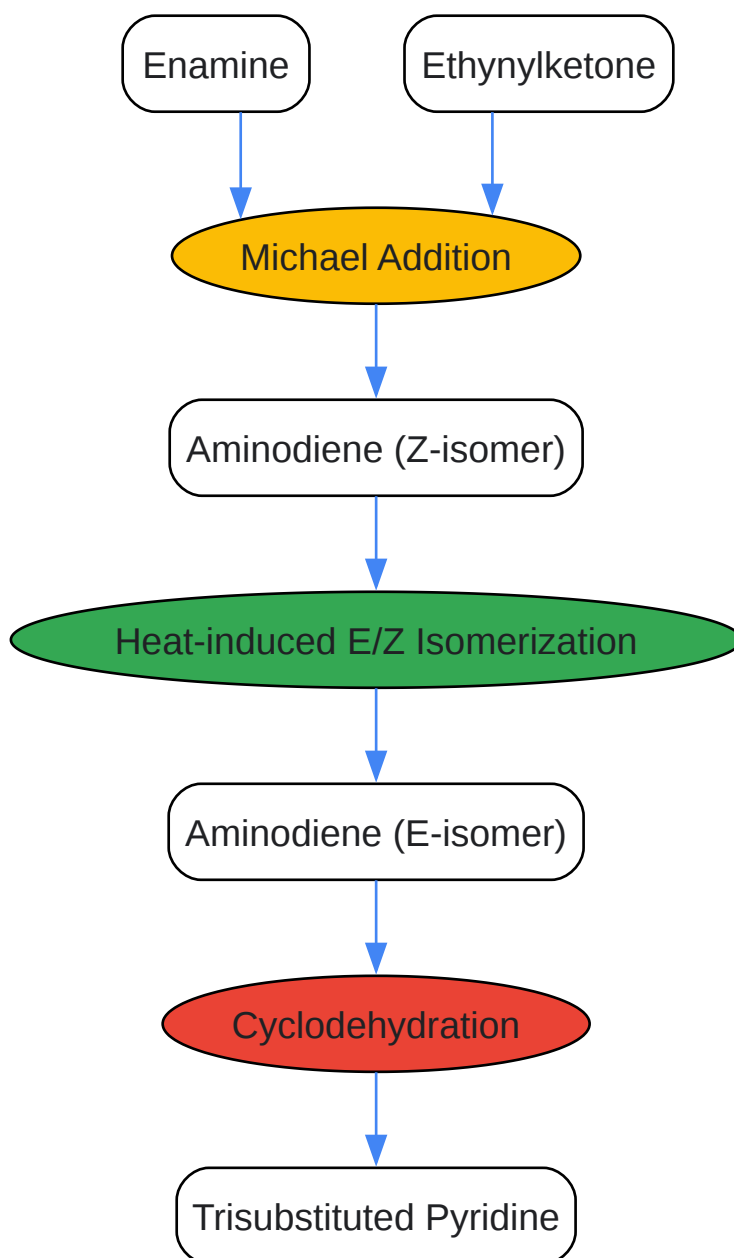 Enamine
Ethynylketone
Michael Addition
Aminodiene (Z-isomer)
Heat-induced E/Z Isomerization
Aminodiene (E-isomer)
Cyclodehydration
Trisubstituted Pyridine